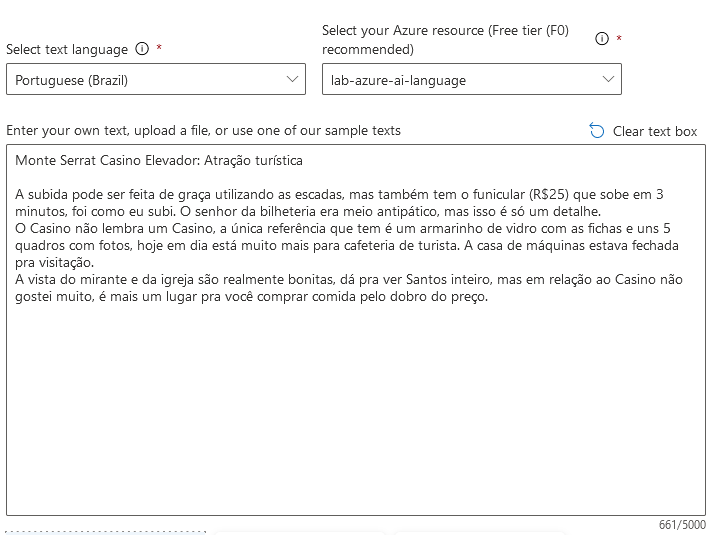 Select text language *
Select your Azure resource (Free tier (F0)
recommended) *
Portuguese (Brazil)
lab-azure-ai-language
Enter your own text, upload a file, or use one of our sample texts
Clear text box
Monte Serrat Casino Elevador: Atração turística
A subida pode ser feita de graça utilizando as escadas, mas também tem o funicular (R$25) que sobe em 3
minutos, foi como eu subi. O senhor da bilheteria era meio antipático, mas isso é só um detalhe.
O Casino não lembra um Casino, a única referência que tem é um armarinho de vidro com as fichas e uns 5
quadros com fotos, hoje em dia está muito mais para cafeteria de turista. A casa de máquinas estava fechada
pra visitação.
A vista do mirante e da igreja são realmente bonitas, dá pra ver Santos inteiro, mas em relação ao Casino não
gostei muito, é mais um lugar pra você comprar comida pelo dobro do preço.
661/5000